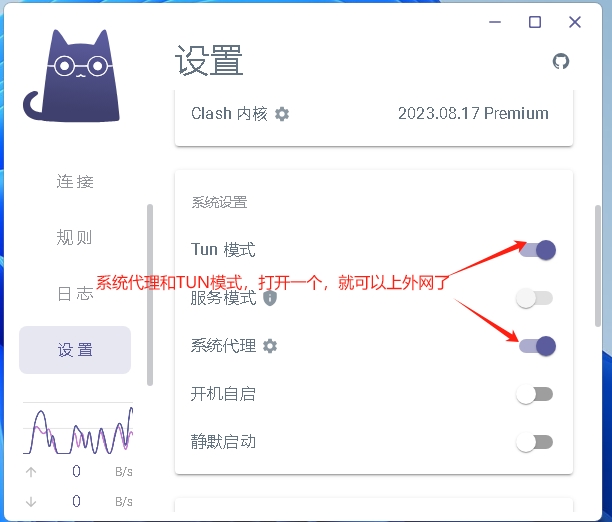 设置
Clash 内核
2023.08.17 Premium
连接
规则
日志
设置
系统设置
Tun 模式
系统代理和TUN模式，打开一个，就可以上外网了
服务模式
系统代理
开机自启
静默启动
0
B/s
0
B/s